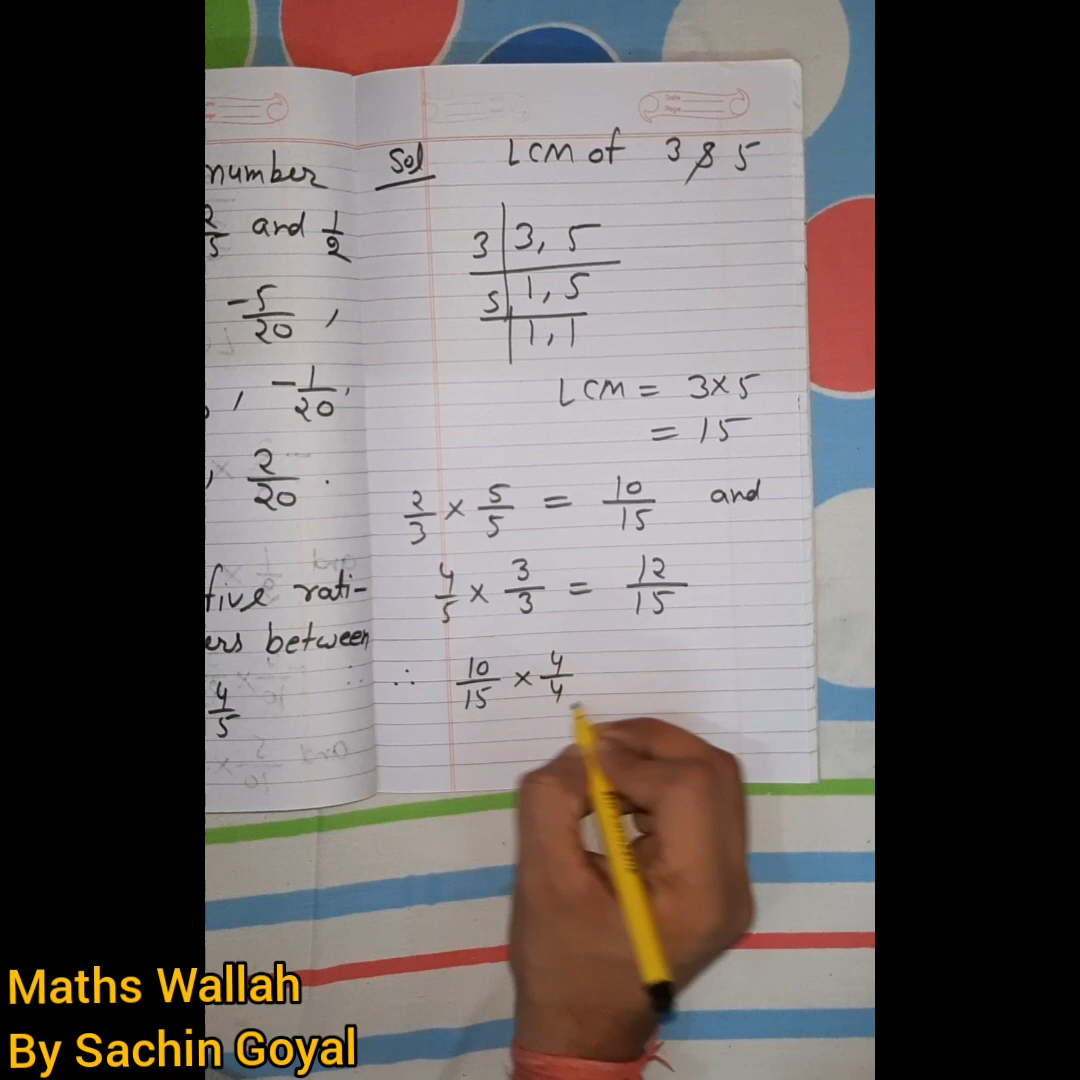 number
2/5 and 1/2
-5/20 ,
, -1/20 ,
, 2/20 .
five rati-
ers between
4/5
Sol LCM of 3 & 5
3 | 3, 5
5 | 1, 5
| 1, 1
LCM = 3×5
= 15
2/3 × 5/5 = 10/15 and
4/5 × 3/3 = 12/15
∴ 10/15 × 4/4
Maths Wallah
By Sachin Goyal